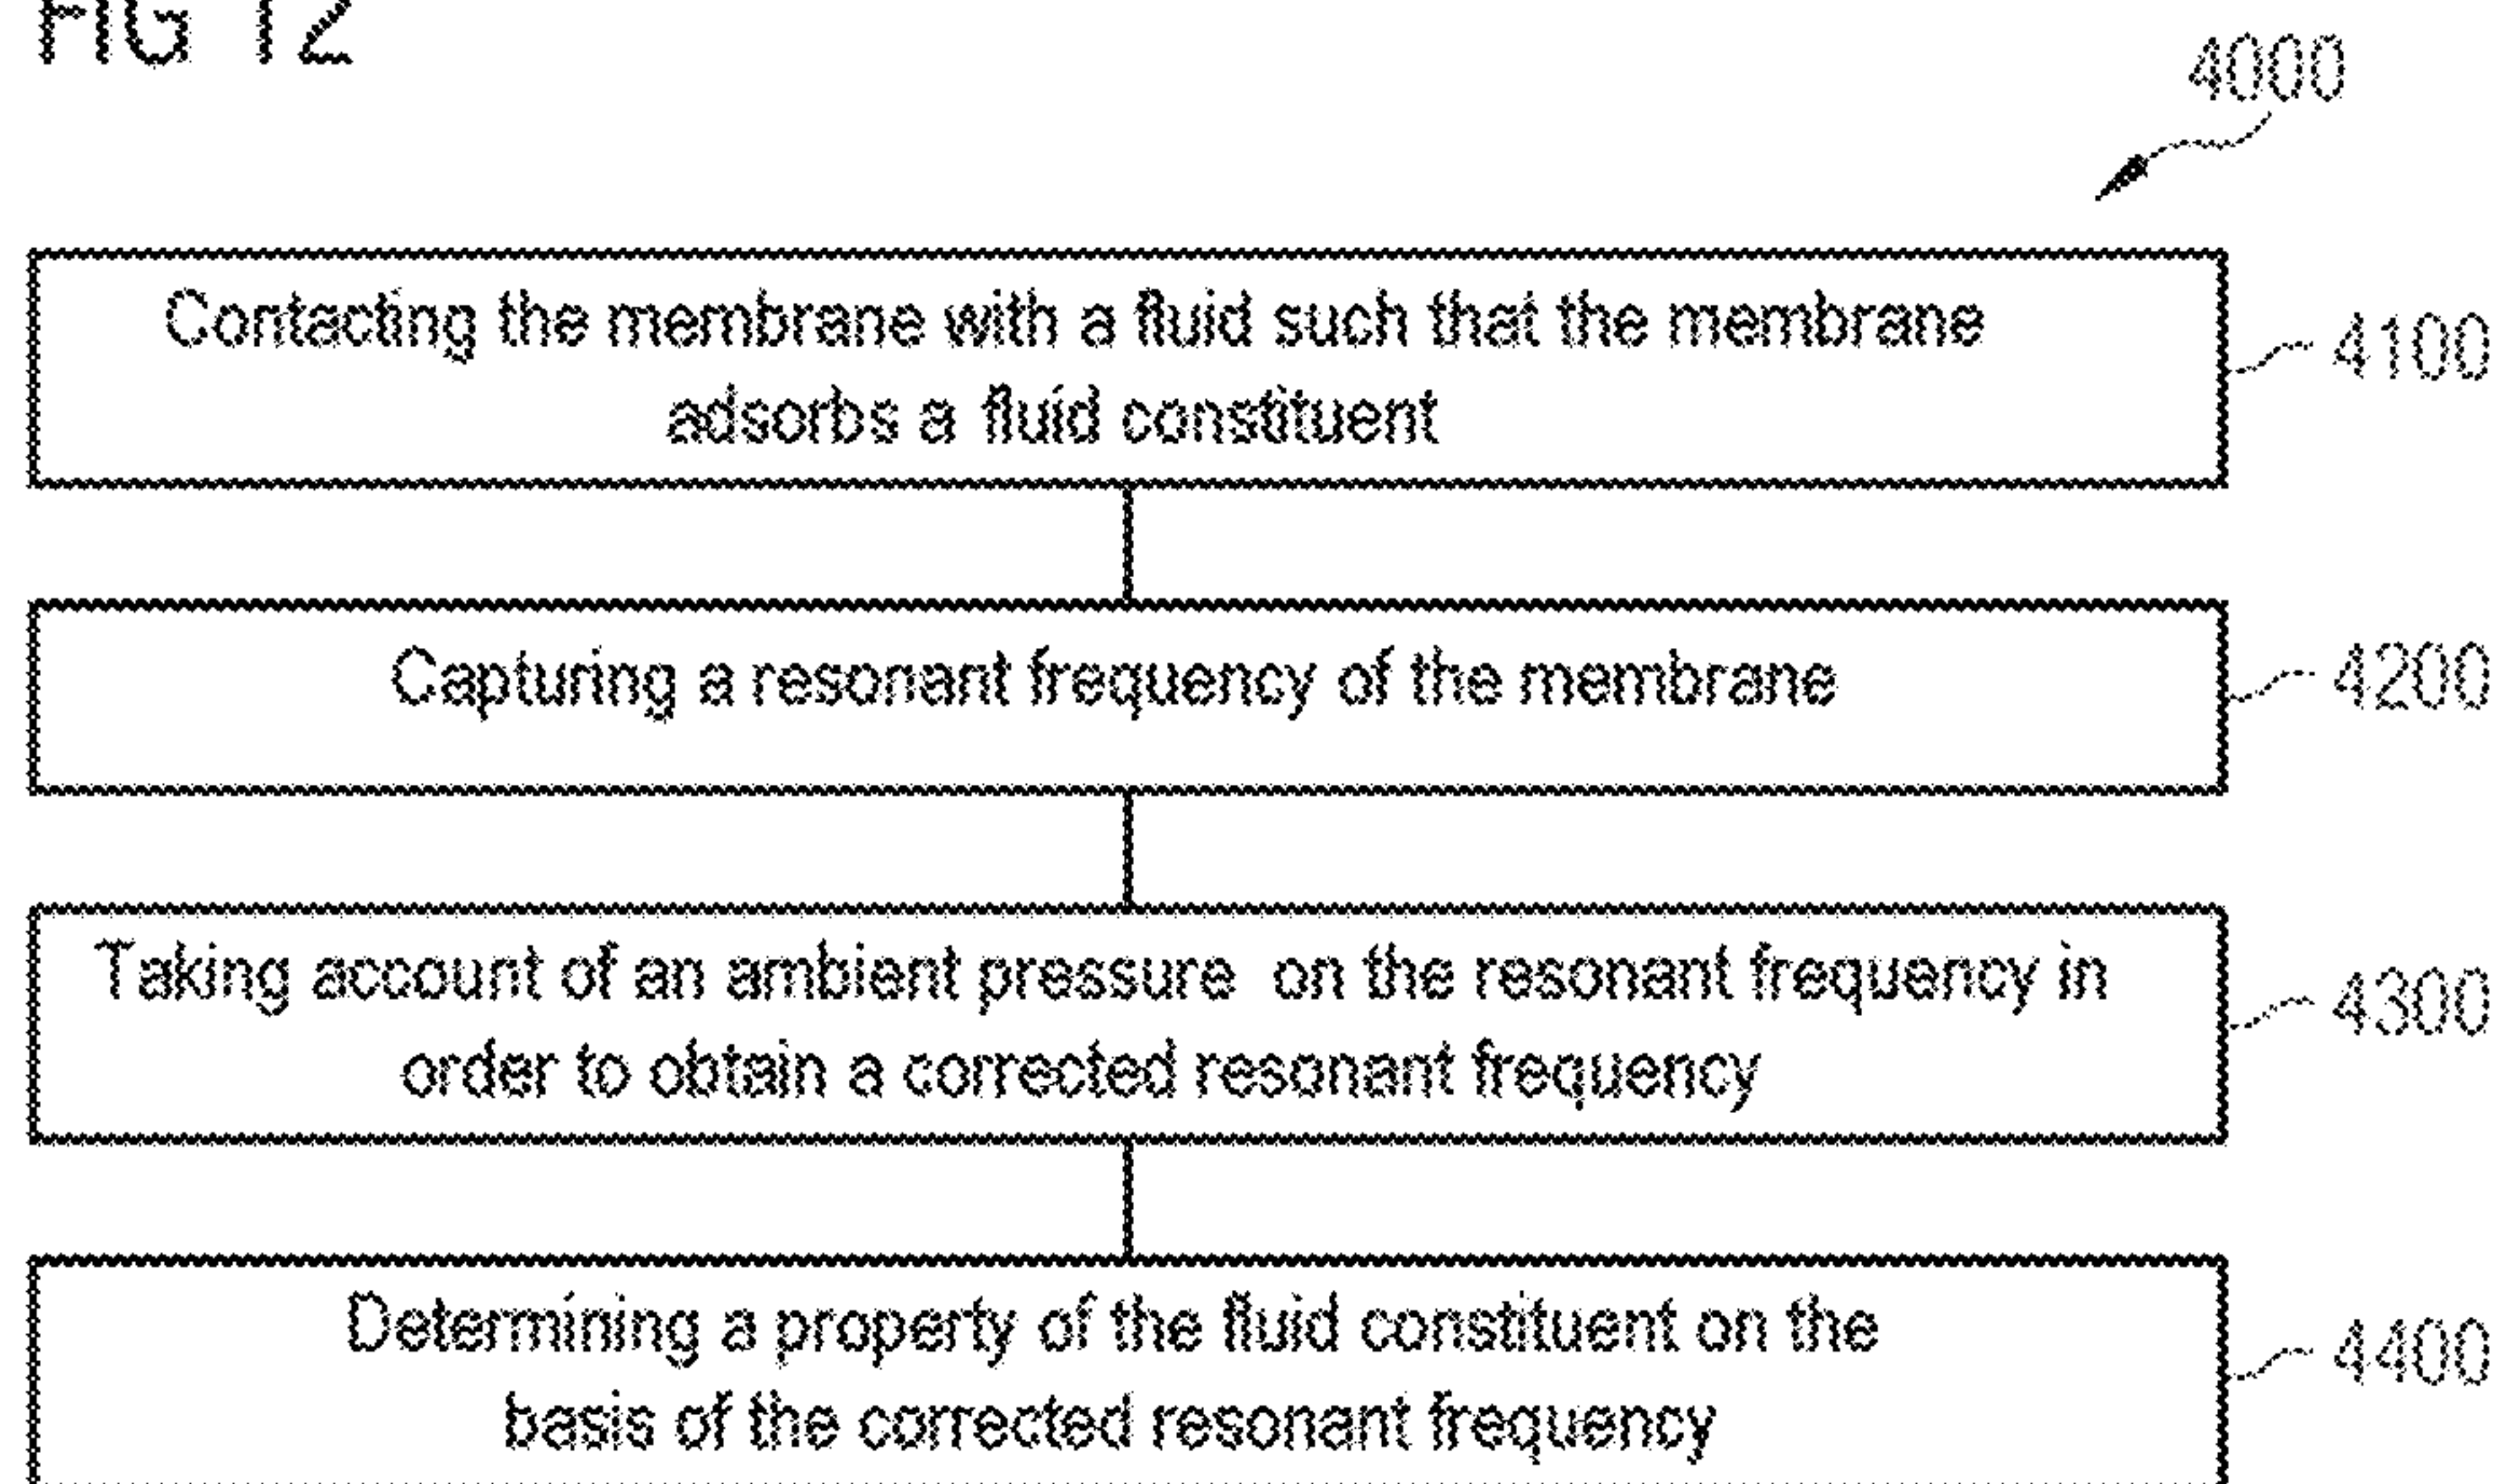 FIG 12
4000
Contacting the membrane with a fluid such that the membrane
adsorbs a fluid constituent
4100
Capturing a resonant frequency of the membrane
4200
Taking account of an ambient pressure on the resonant frequency in
order to obtain a corrected resonant frequency
4300
Determining a property of the fluid constituent on the
basis of the corrected resonant frequency
4400